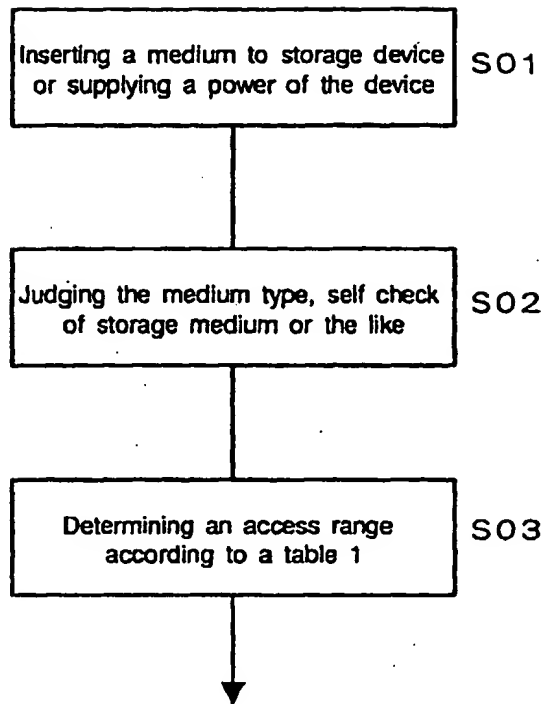 Inserting a medium to storage device
or supplying a power of the device
S01
Judging the medium type, self check
of storage medium or the like
S02
Determining an access range
according to a table 1
S03